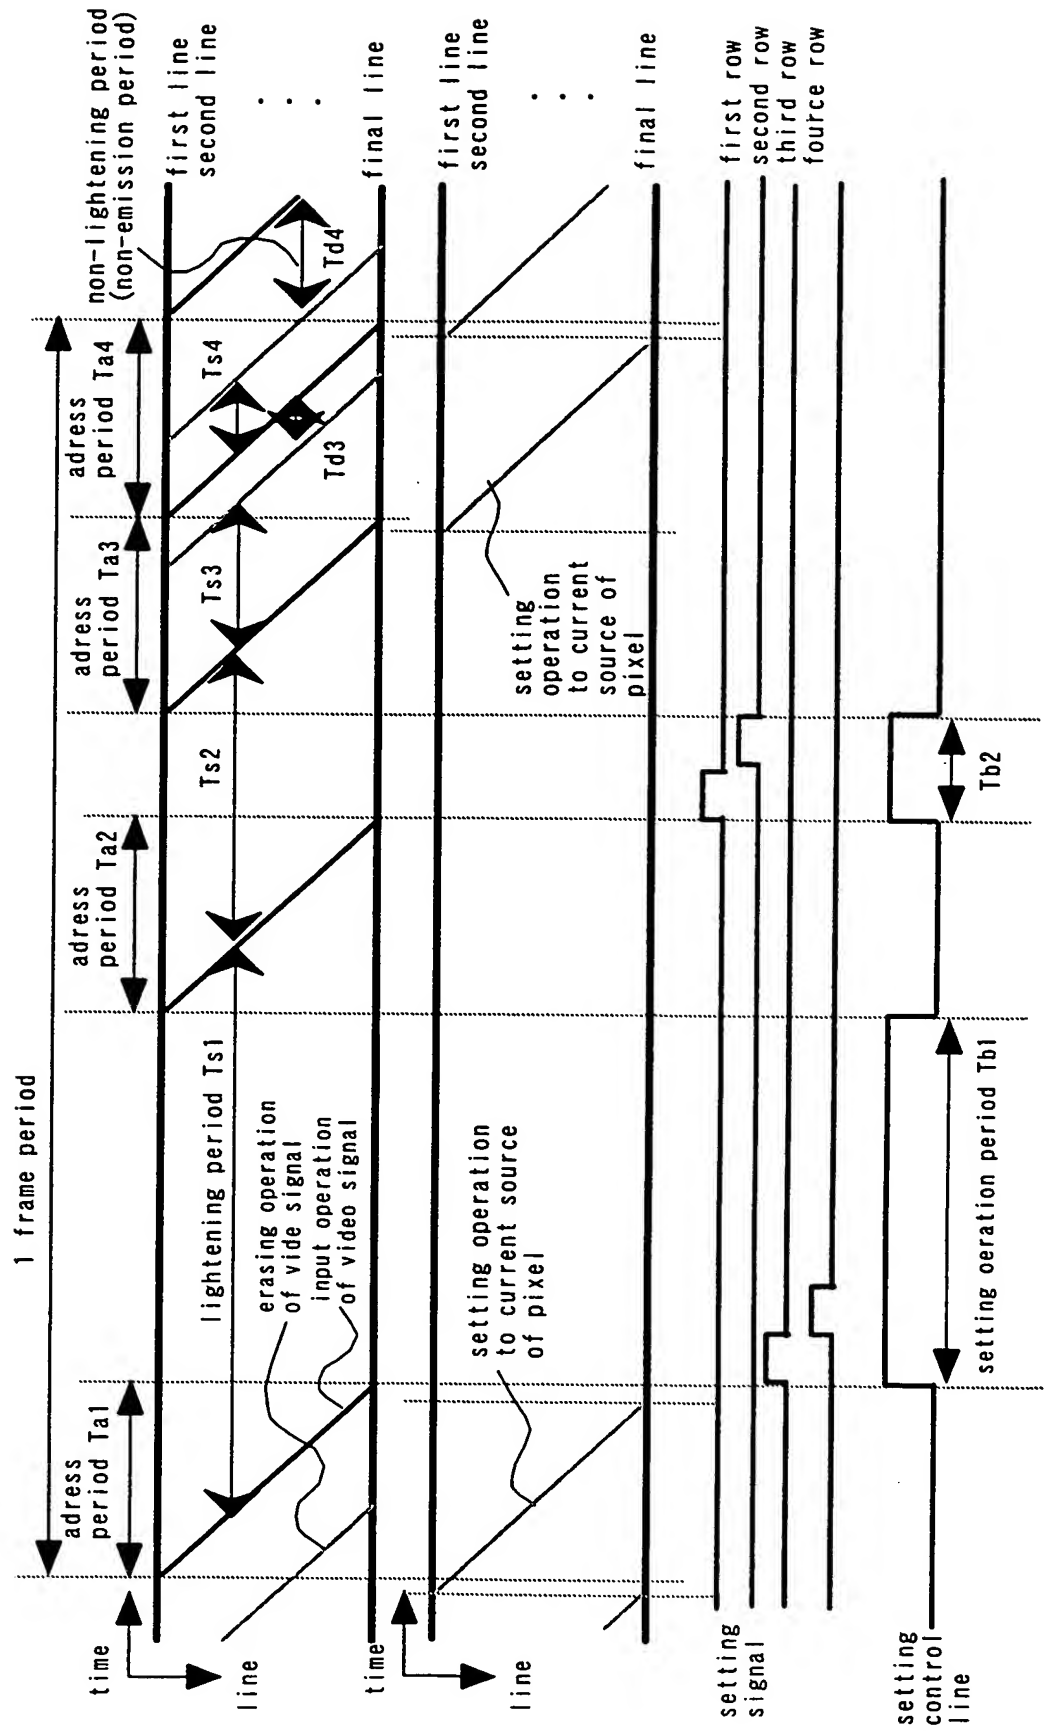 1 frame period
adress
period Ta1
adress
period Ta2
adress
period Ta3
adress
period Ta4
non-lightening period
(non-emission period)
time
line
lightening period Ts1
Ts2
Ts3
Ts4
Td3
Td4
erasing operation
of vide signal
input operation
of video signal
first line
second line
. . .
final line
time
line
setting operation
to current source
of pixel
setting
operation
to current
source of
pixel
first line
second line
. . .
final line
setting
signal
first row
second row
third row
fource row
setting
control
line
setting oeration period Tb1
Tb2